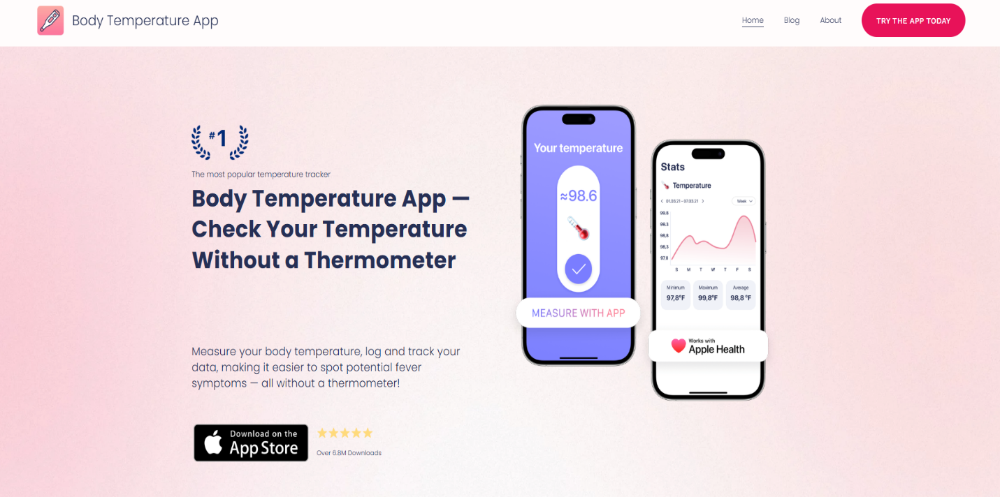 Body Temperature App
Home
Blog
About
TRY THE APP TODAY
#1
The most popular temperature tracker
Body Temperature App —
Check Your Temperature
Without a Thermometer
Measure your body temperature, log and track your
data, making it easier to spot potential fever
symptoms — all without a thermometer!
Download on the
App Store
Over 6.8M Downloads
Your temperature
≈98.6
MEASURE WITH APP
Stats
Temperature
01.03.21 - 07.03.21
Week
99.8
99.3
98,8
98,3
97.8
S M T W T F S
Minimum
97,8°F
Maximum
99,8°F
Average
98,8 °F
Works with
Apple Health